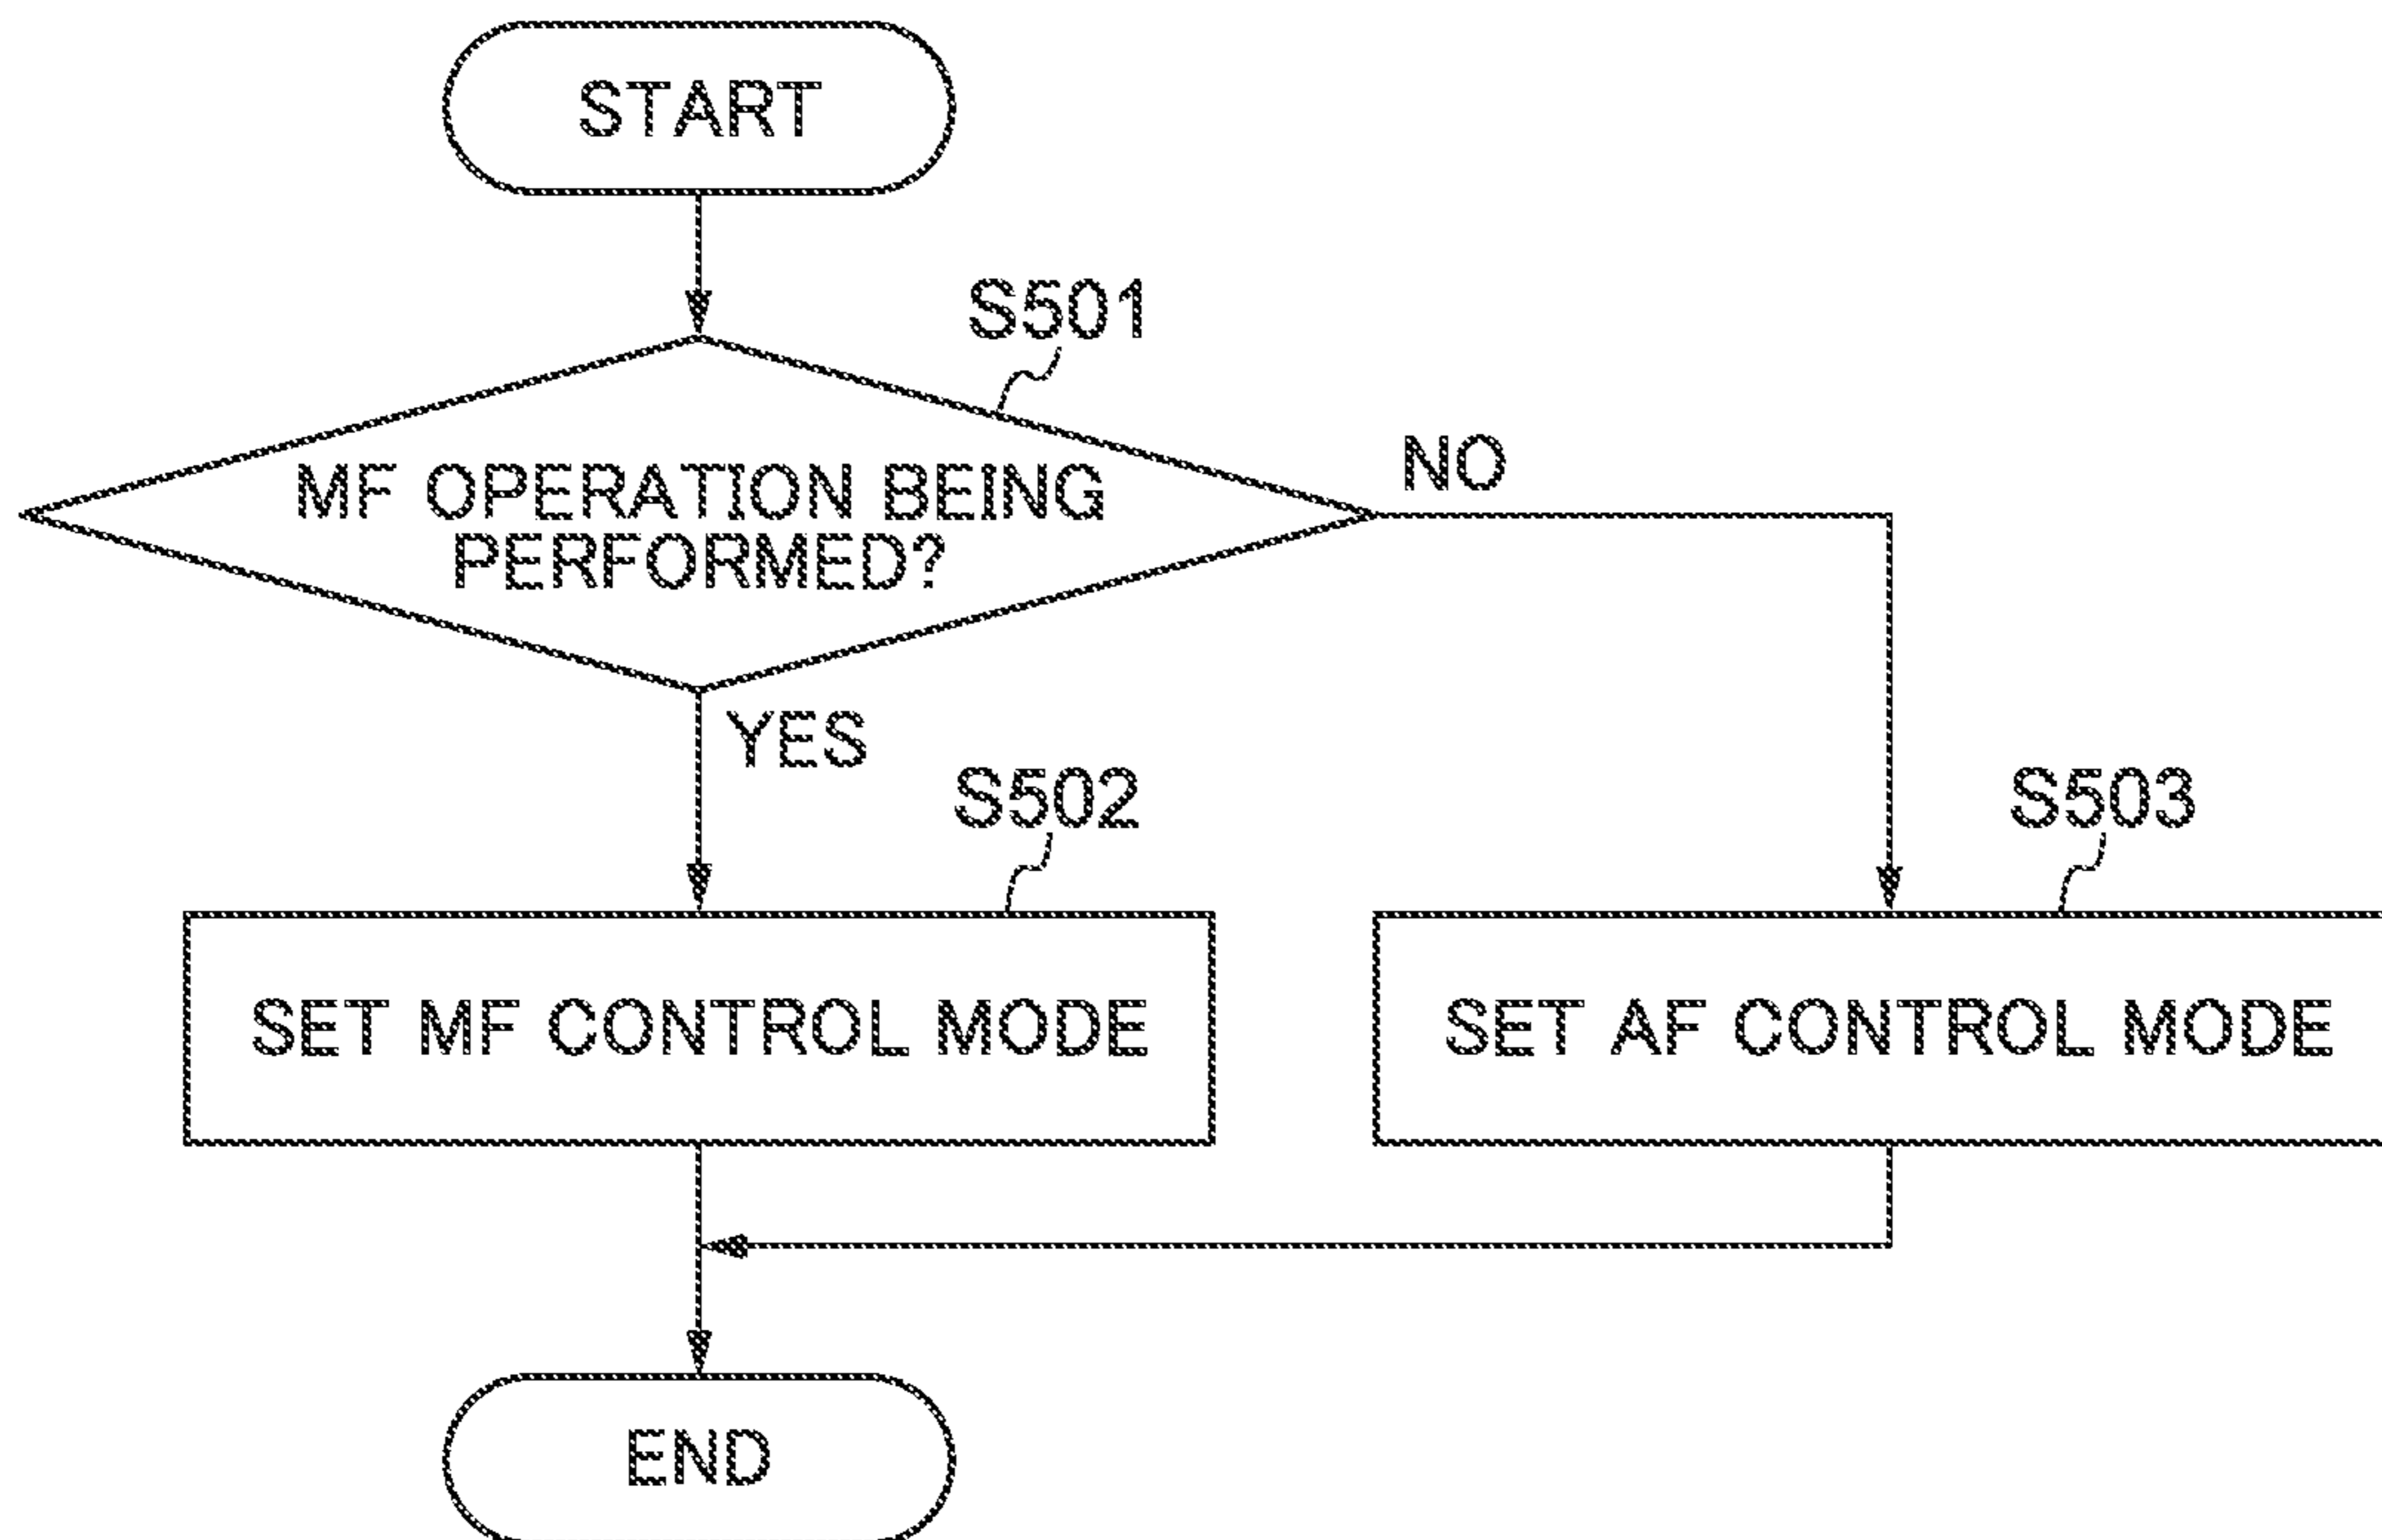 START
S501
MF OPERATION BEING
PERFORMED?
NO
YES
S502
SET MF CONTROL MODE
S503
SET AF CONTROL MODE
END